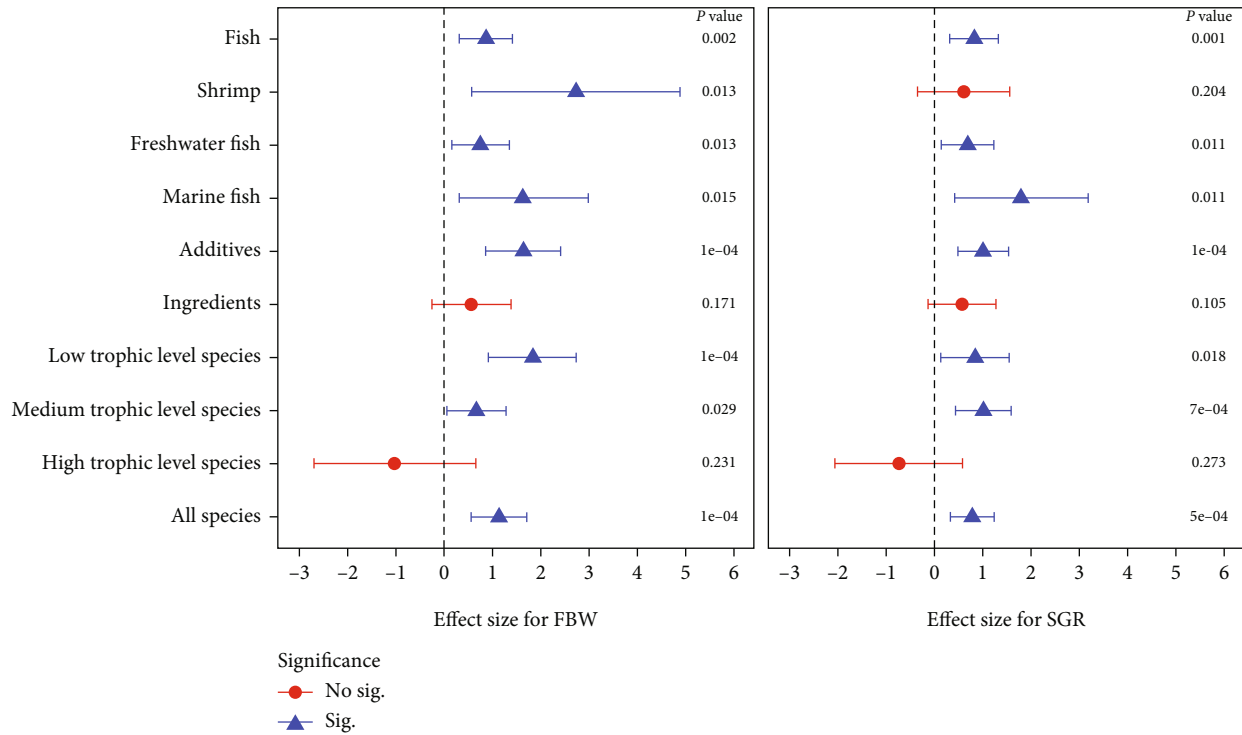 P value P value
Fish 0.002 0.001
Shrimp 0.013 0.204
Freshwater fish 0.013 0.011
Marine fish 0.015 0.011
Additives 1e–04 1e-04
Ingredients 0.171 0.105
Low trophic level species 1e–04 0.018
Medium trophic level species 0.029 7e–04
High trophic level species 0.231 0.273
All species 1e–04 5e–04
–3 –2 –1 0 1 2 3 4 5 6 –3 –2 –1 0 1 2 3 4 5 6
Effect size for FBW Effect size for SGR
Significance
No sig.
Sig.